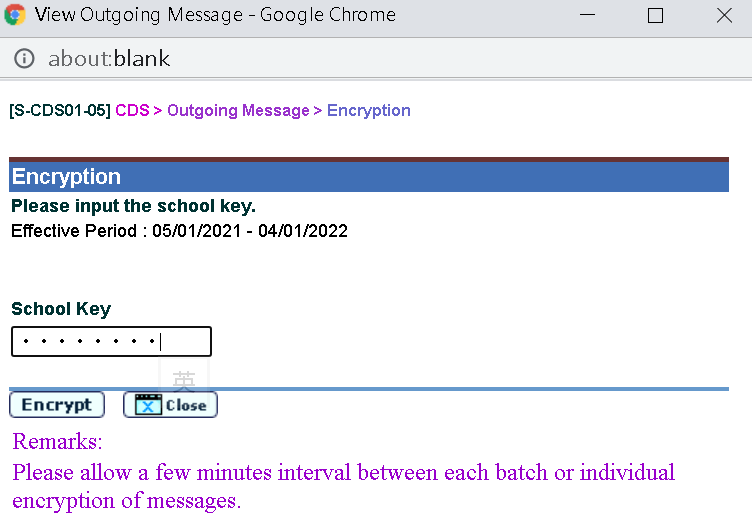 View Outgoing Message - Google Chrome
about:blank
[S-CDS01-05] CDS > Outgoing Message > Encryption
Encryption
Please input the school key.
Effective Period : 05/01/2021 - 04/01/2022
School Key
英
Encrypt Close
Remarks:
Please allow a few minutes interval between each batch or individual
encryption of messages.